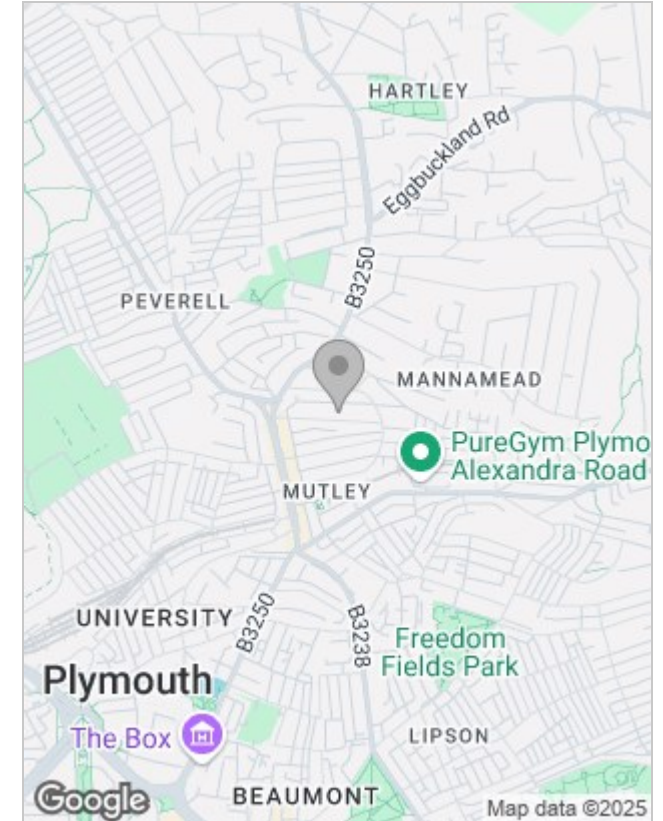 HARTLEY
Eggbuckland Rd
B3250
PEVERELL
MANNAMEAD
PureGym Plymo
Alexandra Road
MUTLEY
UNIVERSITY
B3250
B3238
Freedom
Fields Park
Plymouth
The Box
LIPSON
BEAUMONT
Google
Map data ©2025